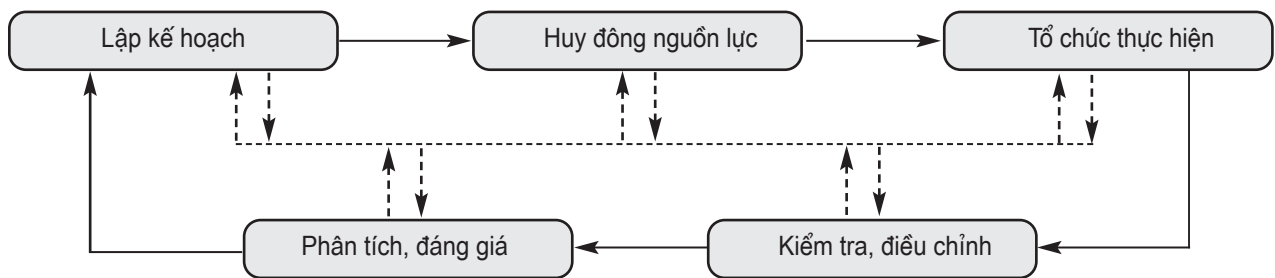 Lập kế hoạch
Huy đông nguồn lực
Tổ chức thực hiện
Phân tích, đáng giá
Kiểm tra, điều chỉnh